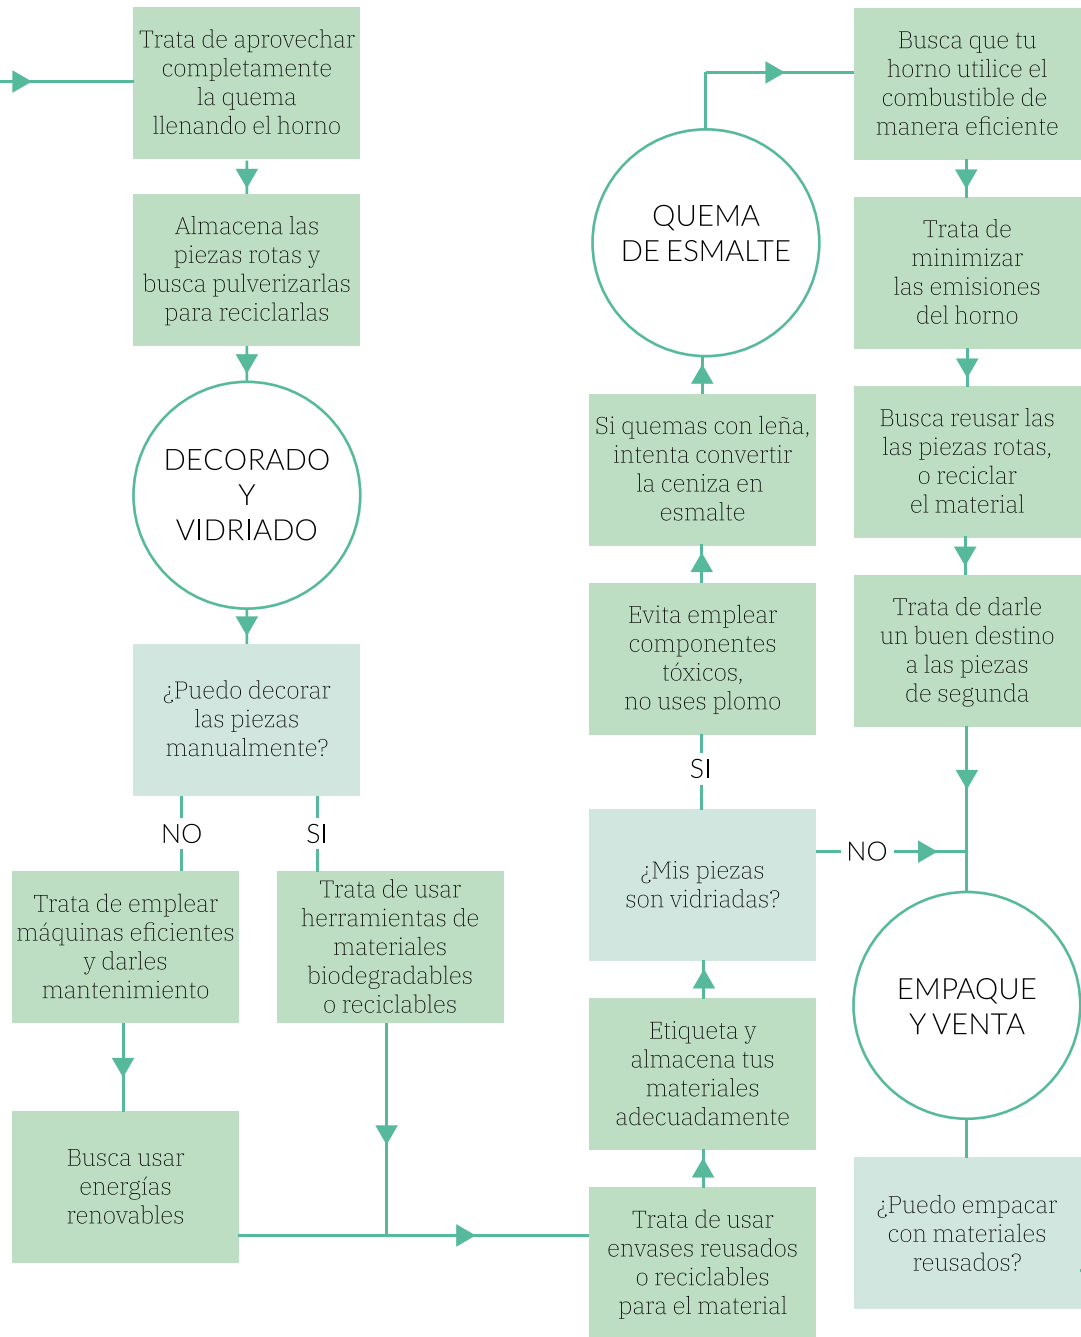 Trata de aprovechar
completamente
la quema
llenando el horno
Almacena las
piezas rotas y
busca pulverizarlas
para reciclarlas
DECORADO
Y
VIDRIADO
¿Puedo decorar
las piezas
manualmente?
NO
SI
Trata de emplear
máquinas eficientes
y darles
mantenimiento
Trata de usar
herramientas de
materiales
biodegradables
o reciclables
Busca usar
energías
renovables
Trata de usar
envases reusados
o reciclables
para el material
Etiqueta y
almacena tus
materiales
adecuadamente
¿Mis piezas
son vidriadas?
SI
NO
Evita emplear
componentes
tóxicos,
no uses plomo
Si quemas con leña,
intenta convertir
la ceniza en
esmalte
QUEMA
DE ESMALTE
Busca que tu
horno utilice el
combustible de
manera eficiente
Trata de
minimizar
las emisiones
del horno
Busca reusar las
las piezas rotas,
o reciclar
el material
Trata de darle
un buen destino
a las piezas
de segunda
EMPAQUE
Y VENTA
¿Puedo empacar
con materiales
reusados?